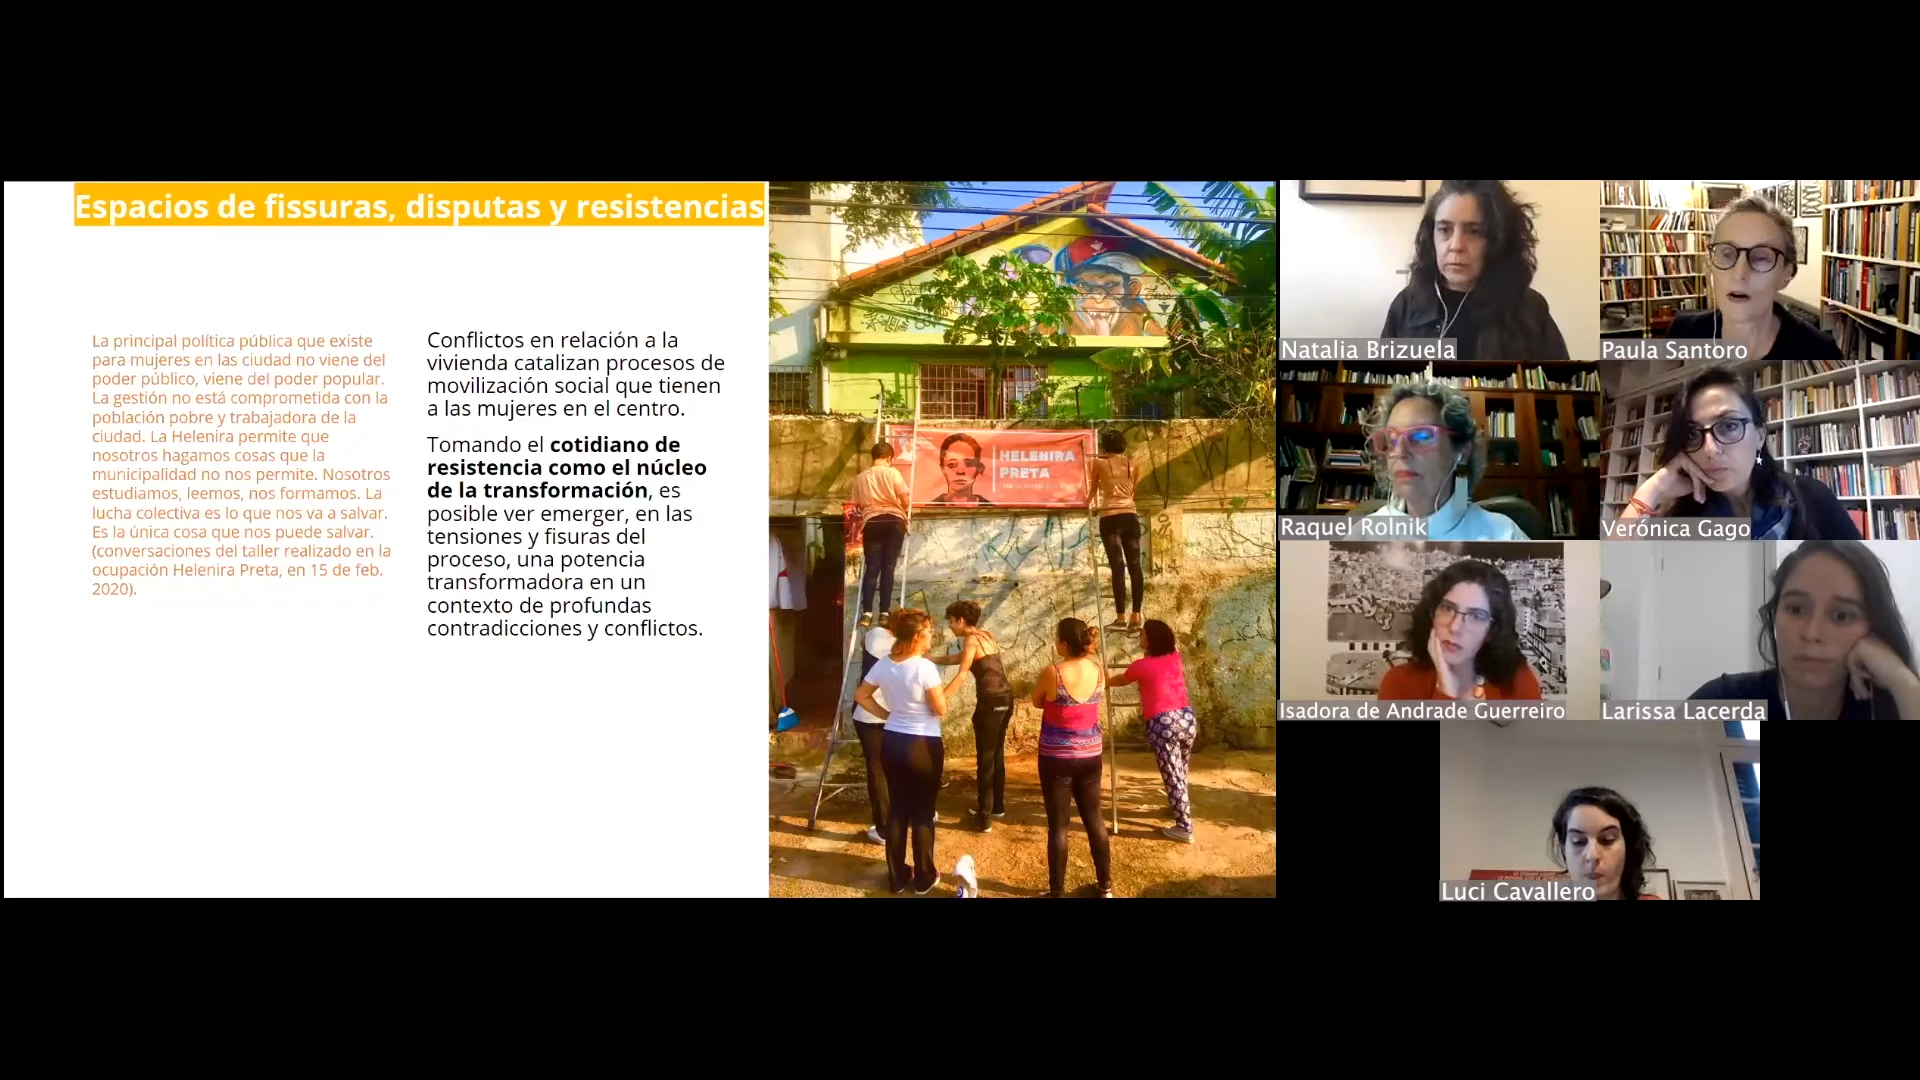 Espacios de fissuras, disputas y resistencias
La principal política pública que existe
para mujeres en las ciudad no viene del
poder público, viene del poder popular.
La gestión no está comprometida con la
población pobre y trabajadora de la
ciudad. La Helenira permite que
nosotros hagamos cosas que la
municipalidad no nos permite. Nosotros
estudiamos, leemos, nos formamos. La
lucha colectiva es lo que nos va a salvar.
Es la única cosa que nos puede salvar.
(conversaciones del taller realizado en la
ocupación Helenira Preta, en 15 de feb.
2020).
Conflictos en relación a la
vivienda catalizan procesos de
movilización social que tienen
a las mujeres en el centro.
Tomando el cotidiano de
resistencia como el núcleo
de la transformación, es
posible ver emerger, en las
tensiones y fisuras del
proceso, una potencia
transformadora en un
contexto de profundas
contradicciones y conflictos.
HELENIRA
PRETA
Natalia Brizuela
Paula Santoro
Raquel Rolnik
Verónica Gago
Isadora de Andrade Guerreiro
Larissa Lacerda
Luci Cavallero